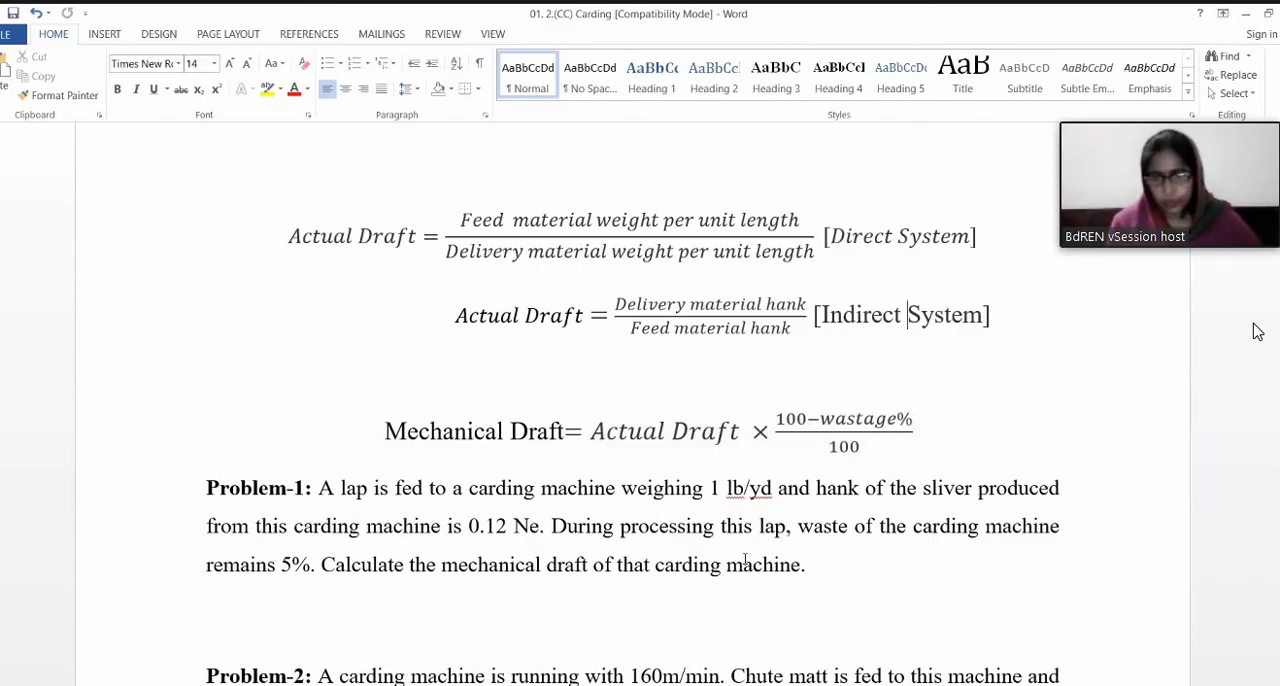 01. 2.(CC) Carding [Compatibility Mode] - Word
LE HOME INSERT DESIGN PAGE LAYOUT REFERENCES MAILINGS REVIEW VIEW Sign in
Cut
Copy
Format Painter
Clipboard
Times New R 14
Font
Paragraph
AaBbCcDd AaBbCcDd AaBbC AaBbCc AaBbC AaBbCcI AaBbCcDc AaB AaBbCcD AaBbCcDd AaBbCcDd
¶ Normal ¶ No Spac... Heading 1 Heading 2 Heading 3 Heading 4 Heading 5 Title Subtitle Subtle Em... Emphasis
Styles
Find
Replace
Select
Editing
BdREN vSession host
Actual Draft = Feed material weight per unit length / Delivery material weight per unit length [Direct System]
Actual Draft = Delivery material hank / Feed material hank [Indirect System]
Mechanical Draft= Actual Draft × 100−wastage% / 100
Problem-1: A lap is fed to a carding machine weighing 1 lb/yd and hank of the sliver produced
from this carding machine is 0.12 Ne. During processing this lap, waste of the carding machine
remains 5%. Calculate the mechanical draft of that carding machine.
Problem-2: A carding machine is running with 160m/min. Chute matt is fed to this machine and